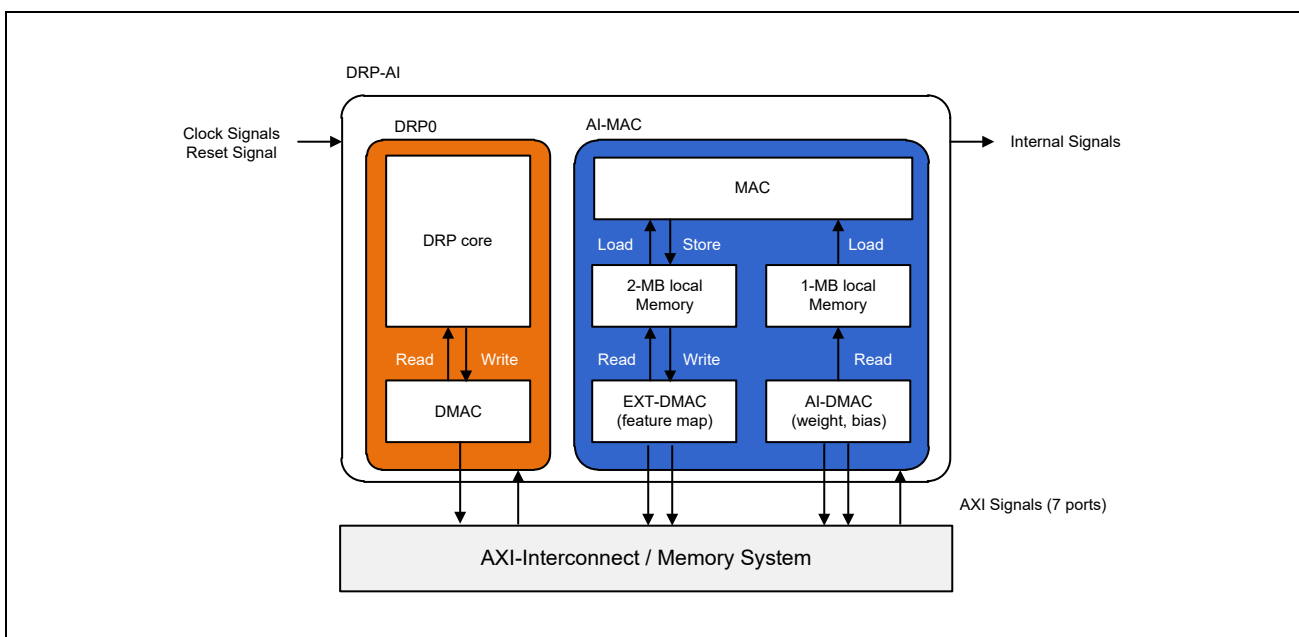 DRP-AI
Clock Signals
Reset Signal
DRP0
AI-MAC
Internal Signals
DRP core
MAC
Load
Store
Load
2-MB local
Memory
1-MB local
Memory
Read
Write
Read
Write
Read
DMAC
EXT-DMAC
(feature map)
AI-DMAC
(weight, bias)
AXI Signals (7 ports)
AXI-Interconnect / Memory System